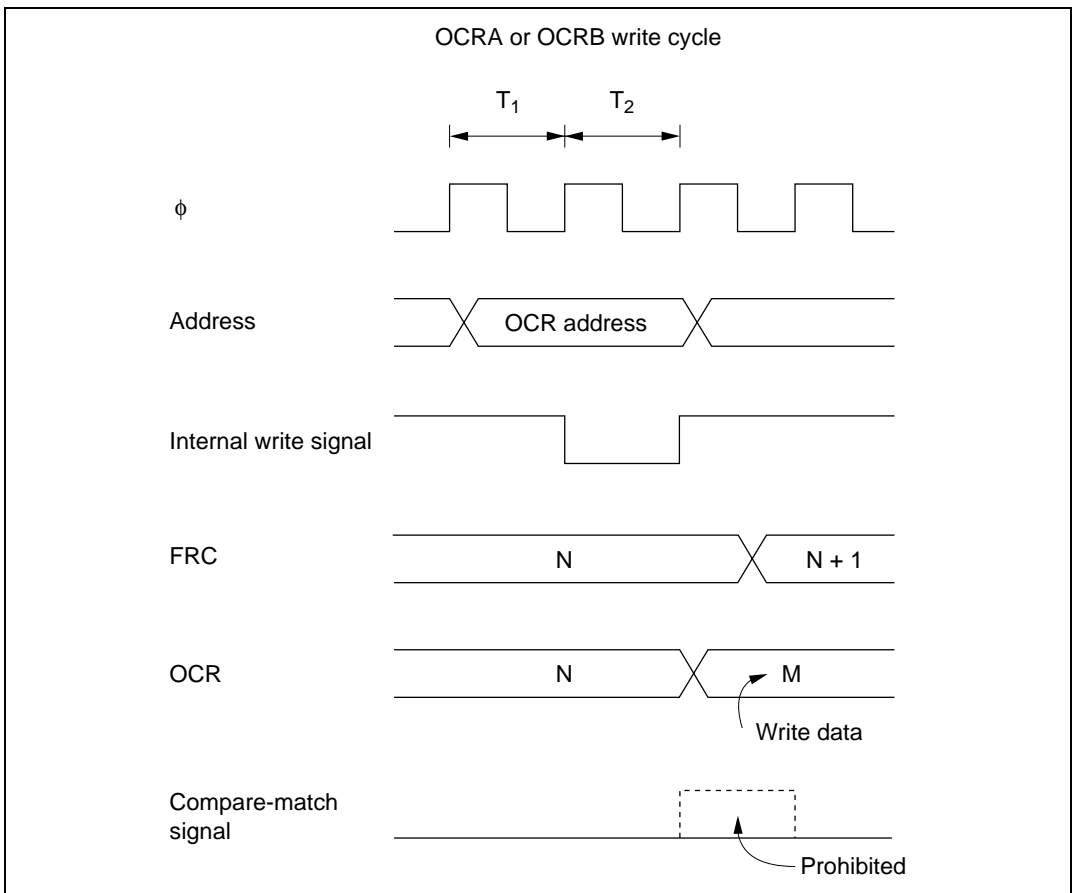 OCRA or OCRB write cycle
T₁ T₂
φ
Address OCR address
Internal write signal
FRC N N + 1
OCR N M
Write data
Compare-match
signal
Prohibited